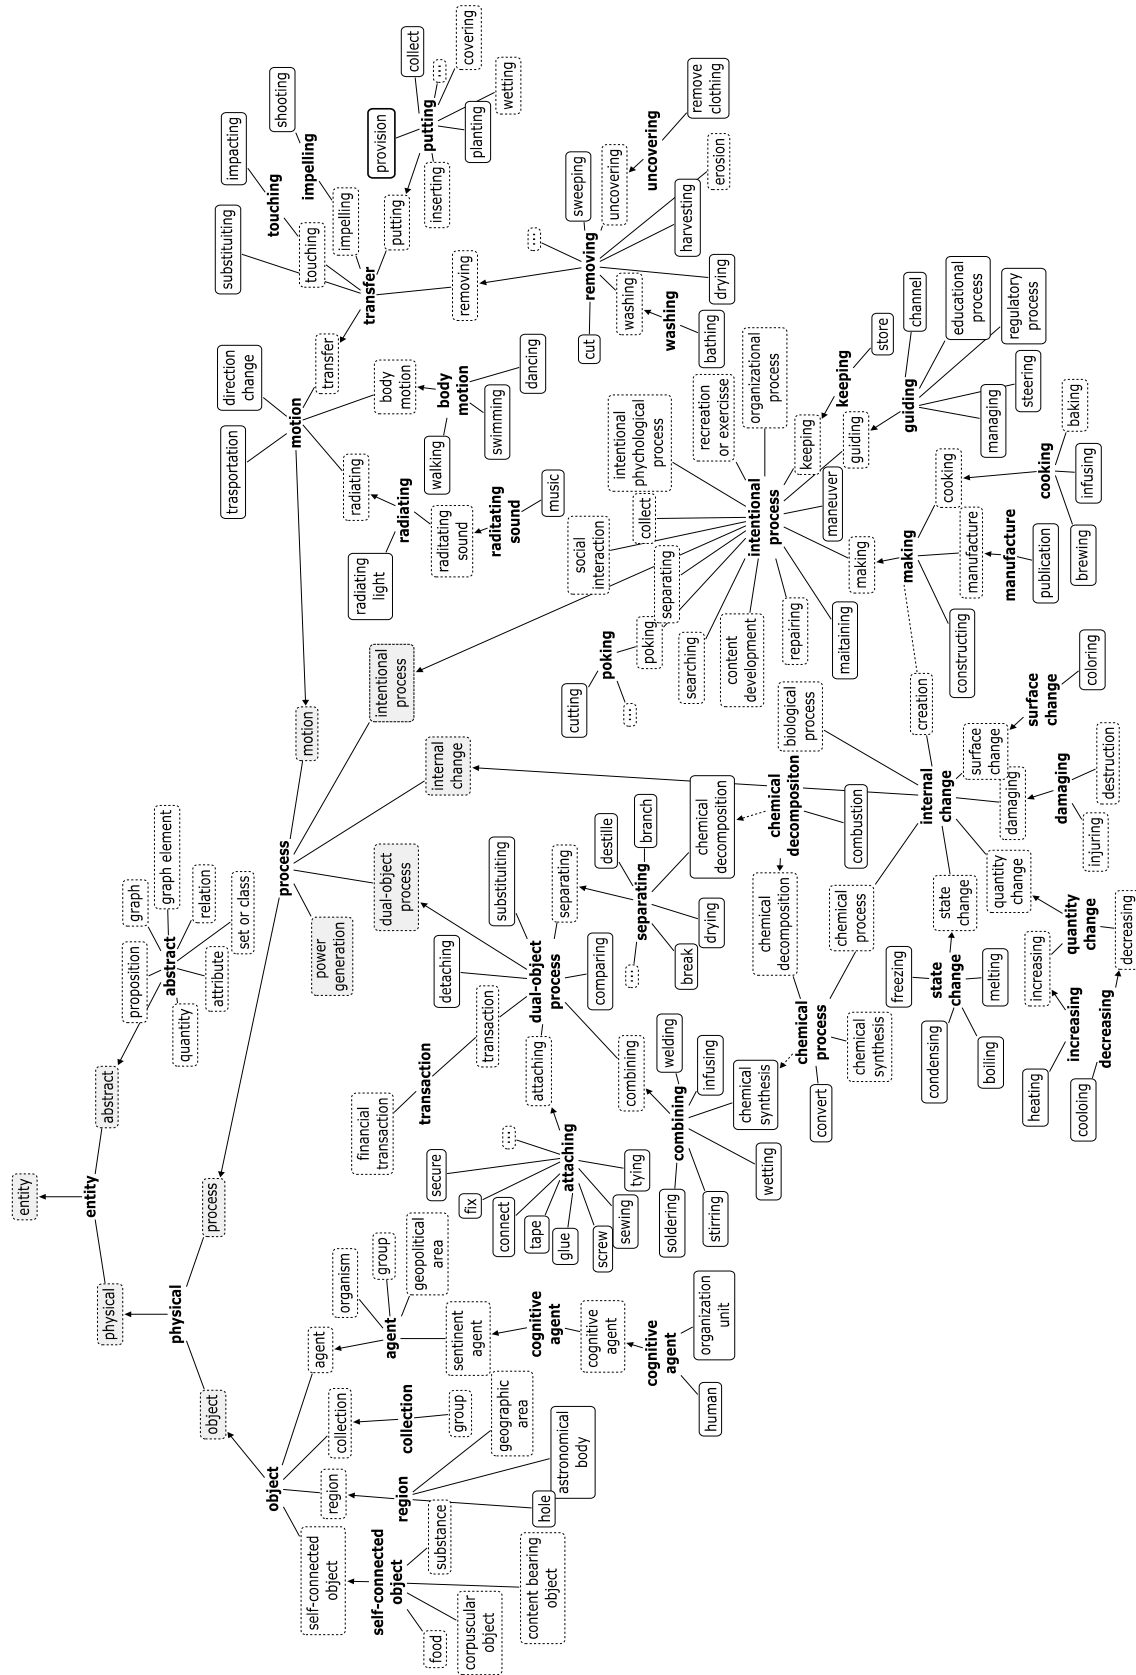 entity
entity
physical
abstract
physical
object
process
abstract
proposition
graph
graph element
relation
set or class
attribute
quantity
object
self-connected
object
region
collection
agent
self-connected
object
food
corpuscular
object
content bearing
object
substance
region
hole
astronomical
body
geographic
area
collection
group
agent
organism
group
geopolitical
area
sentinent
agent
cognitive
agent
cognitive
agent
cognitive
agent
human
organization
unit
process
power
generation
dual-object
process
internal
change
intentional
process
motion
dual-object
process
transaction
detaching
substituiting
separating
comparing
combining
attaching
transaction
financial
transaction
attaching
secure
fix
connect
tape
glue
screw
sewing
tying
...
combining
soldering
stirring
wetting
chemical
synthesis
infusing
welding
separating
destille
branch
chemical
decomposition
drying
break
...
internal
change
chemical
process
biological
process
creation
surface
change
damaging
quantity
change
state
change
chemical
process
chemical
decomposition
chemical
synthesis
convert
chemical
decompositon
combustion
state
change
freezing
melting
boiling
condensing
quantity
change
increasing
decreasing
increasing
heating
decreasing
cooloing
damaging
injuring
destruction
surface
change
coloring
intentional
process
poking
separating
social
interaction
collect
intentional
phychological
process
recreation
or exercisse
organizational
process
keeping
guiding
maneuver
making
maitaining
repairing
content
development
searching
poking
cutting
...
keeping
store
guiding
channel
educational
process
regulatory
process
steering
managing
making
constructing
manufacture
cooking
manufacture
publication
cooking
baking
infusing
brewing
motion
trasportation
direction
change
transfer
body
motion
radiating
radiating
radiating
light
raditating
sound
raditating
sound
music
body
motion
walking
swimming
dancing
transfer
substituiting
touching
impelling
putting
removing
touching
impacting
impelling
shooting
putting
provision
collect
...
covering
wetting
planting
inserting
removing
cut
washing
...
sweeping
uncovering
erosion
harvesting
drying
washing
bathing
uncovering
remove
clothing